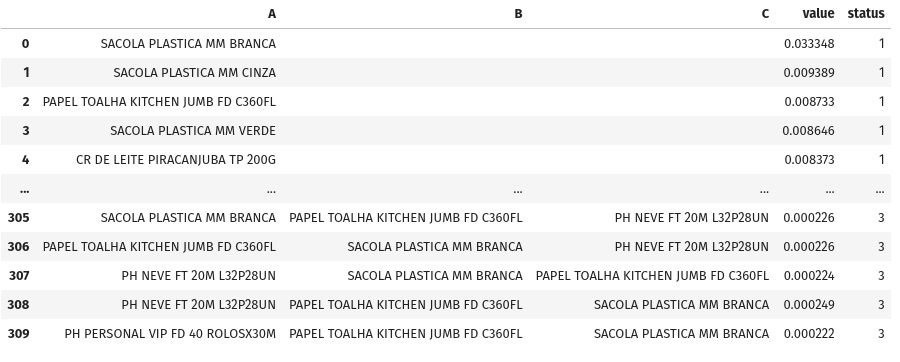 A B C value status
0 SACOLA PLASTICA MM BRANCA 0.033348 1
1 SACOLA PLASTICA MM CINZA 0.009389 1
2 PAPEL TOALHA KITCHEN JUMB FD C360FL 0.008733 1
3 SACOLA PLASTICA MM VERDE 0.008646 1
4 CR DE LEITE PIRACANJUBA TP 200G 0.008373 1
... ... ... ... ... ...
305 SACOLA PLASTICA MM BRANCA PAPEL TOALHA KITCHEN JUMB FD C360FL PH NEVE FT 20M L32P28UN 0.000226 3
306 PAPEL TOALHA KITCHEN JUMB FD C360FL SACOLA PLASTICA MM BRANCA PH NEVE FT 20M L32P28UN 0.000226 3
307 PH NEVE FT 20M L32P28UN SACOLA PLASTICA MM BRANCA PAPEL TOALHA KITCHEN JUMB FD C360FL 0.000224 3
308 PH NEVE FT 20M L32P28UN PAPEL TOALHA KITCHEN JUMB FD C360FL SACOLA PLASTICA MM BRANCA 0.000249 3
309 PH PERSONAL VIP FD 40 ROLOSX30M PAPEL TOALHA KITCHEN JUMB FD C360FL SACOLA PLASTICA MM BRANCA 0.000222 3